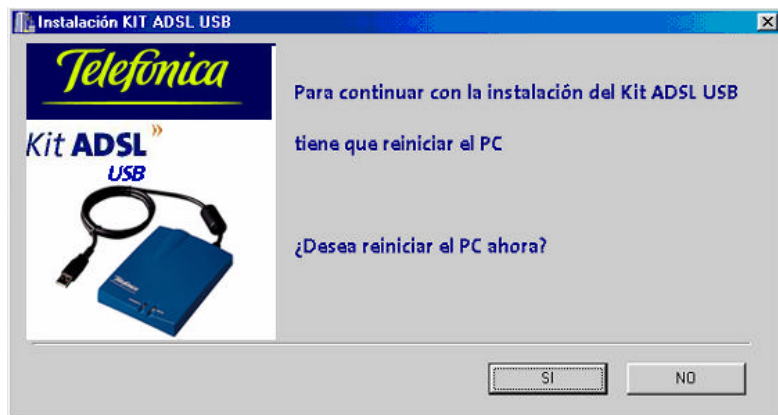 Instalación KIT ADSL USB
Telefónica
Kit ADSL»
USB
Telefónica
Para continuar con la instalación del Kit ADSL USB
tiene que reiniciar el PC
¿Desea reiniciar el PC ahora?
SI
NO